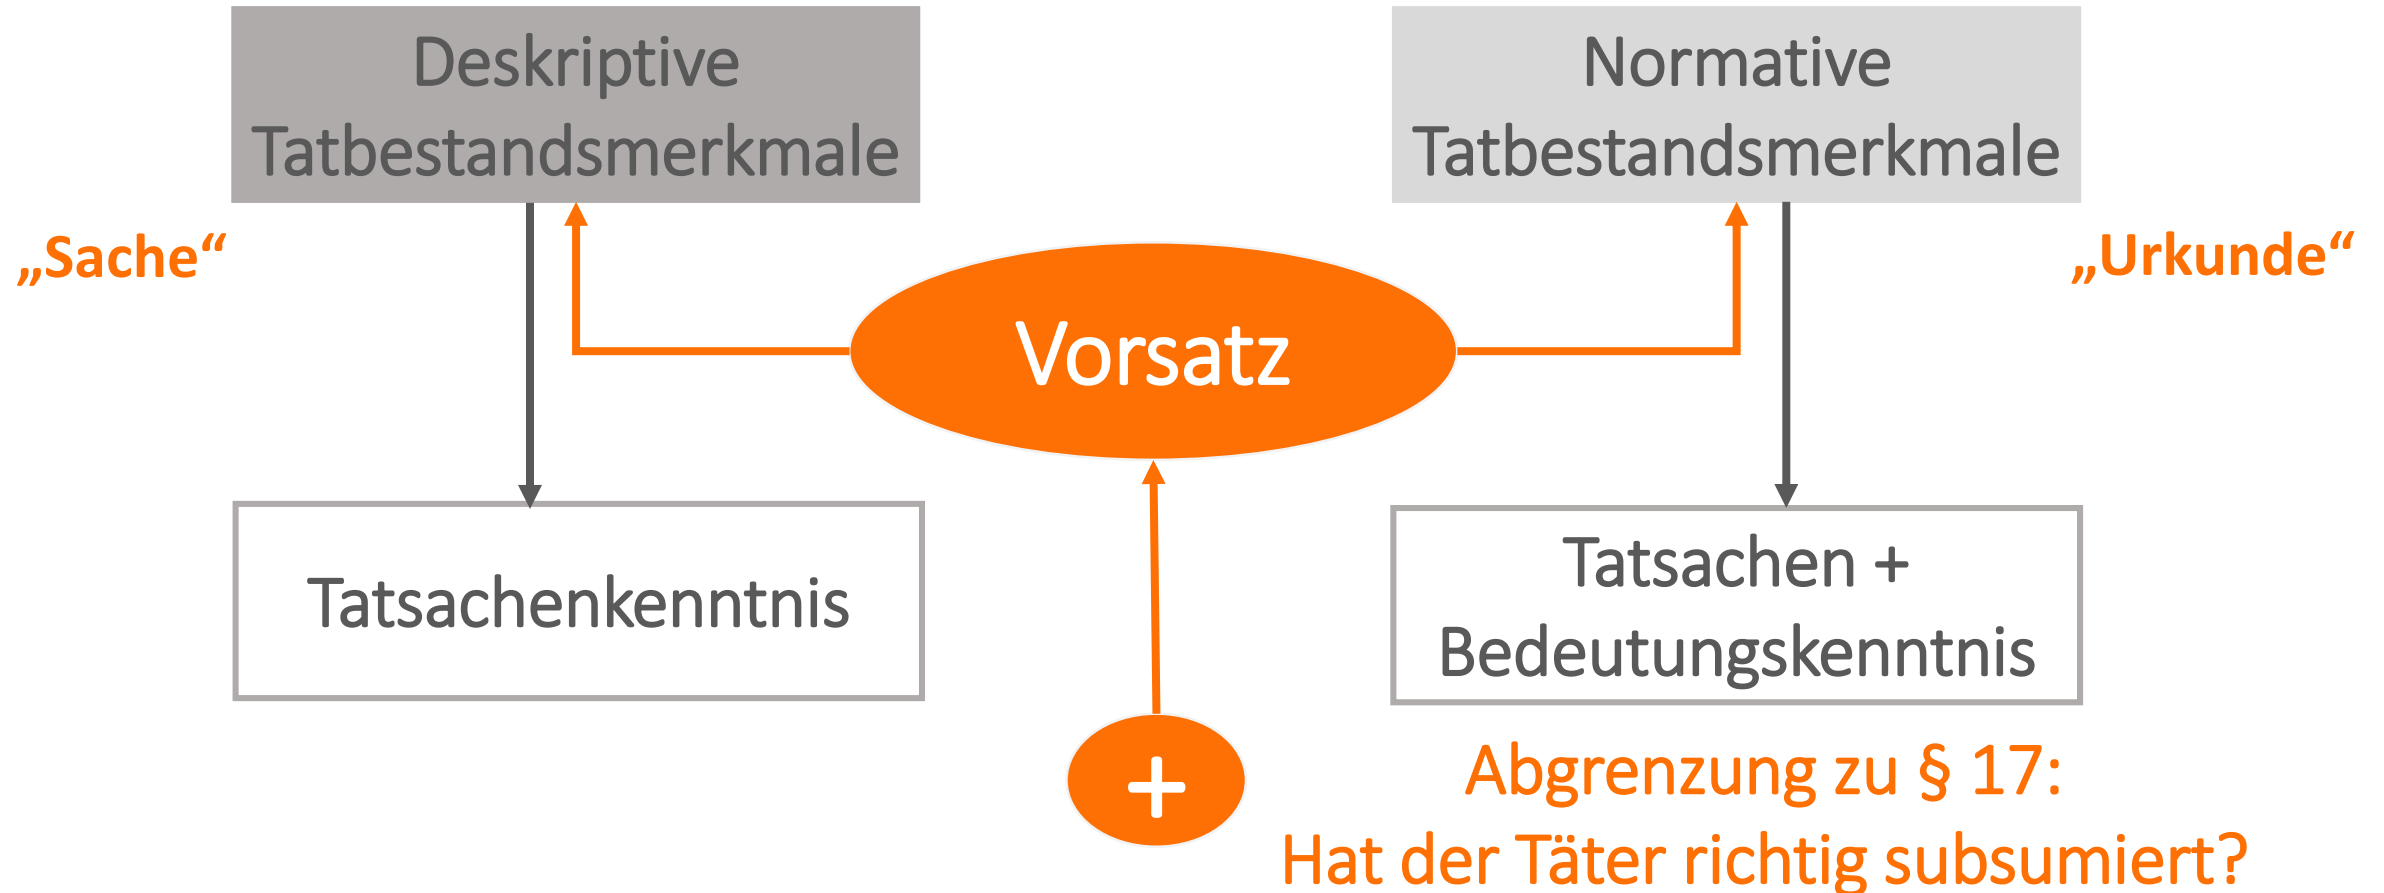 Deskriptive
Tatbestandsmerkmale
Normative
Tatbestandsmerkmale
„Sache“
„Urkunde“
Vorsatz
Tatsachenkenntnis
Tatsachen +
Bedeutungskenntnis
+
Abgrenzung zu § 17:
Hat der Täter richtig subsumiert?